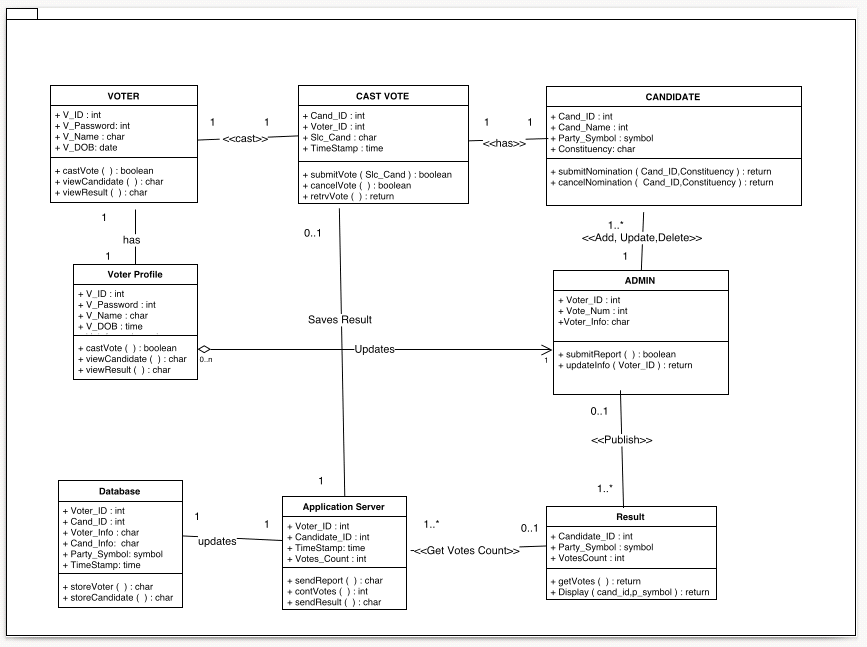 VOTER
+ V_ID : int
+ V_Password: int
+ V_Name : char
+ V_DOB: date
+ castVote ( ) : boolean
+ viewCandidate ( ) : char
+ viewResult ( ) : char
1
1
<<cast>>
CAST VOTE
+ Cand_ID : int
+ Voter_ID : int
+ Slc_Cand : char
+ TimeStamp : time
+ submitVote ( Slc_Cand ) : boolean
+ cancelVote ( ) : boolean
+ retrvVote ( ) : return
1
1
<<has>>
CANDIDATE
+ Cand_ID : int
+ Cand_Name : int
+ Party_Symbol : symbol
+ Constituency: char
+ submitNomination ( Cand_ID,Constituency ) : return
+ cancelNomination ( Cand_ID,Constituency ) : return
1
has
1
0..1
Saves Result
1
1..*
<<Add, Update,Delete>>
1
Voter Profile
+ V_ID : int
+ V_Password : int
+ V_Name : char
+ V_DOB : time
+ castVote ( ) : boolean
+ viewCandidate ( ) : char
+ viewResult ( ) : char
0..n
Updates
1
ADMIN
+ Voter_ID : int
+ Vote_Num : int
+Voter_Info: char
+ submitReport ( ) : boolean
+ updateInfo ( Voter_ID ) : return
0..1
<<Publish>>
1..*
Database
+ Voter_ID : int
+ Cand_ID : int
+ Voter_Info : char
+ Cand_Info: char
+ Party_Symbol: symbol
+ TimeStamp: time
+ storeVoter ( ) : char
+ storeCandidate ( ) : char
1
1
updates
Application Server
+ Voter_ID : int
+ Candidate_ID : int
+ TimeStamp: time
+ Votes_Count : int
+ sendReport ( ) : char
+ contVotes ( ) : int
+ sendResult ( ) : char
1..*
0..1
<<Get Votes Count>>
Result
+ Candidate_ID : int
+ Party_Symbol : symbol
+ VotesCount : int
+ getVotes ( ) : return
+ Display ( cand_id,p_symbol ) : return